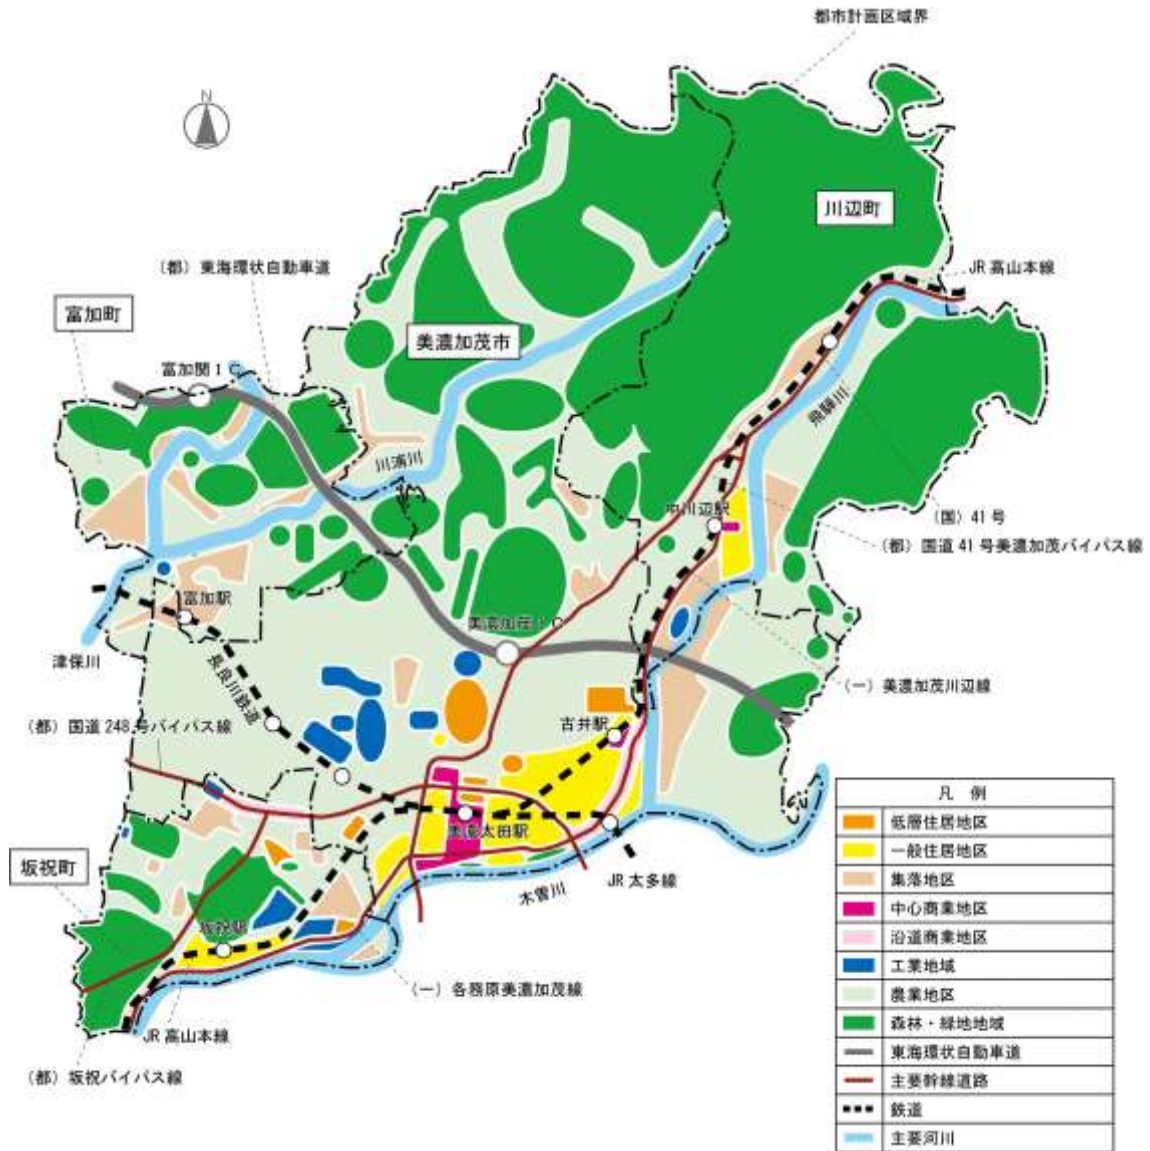 都市計画区域界
N
川辺町
（都）東海環状自動車道
JR 高山本線
富加町
美濃加茂市
富加関ＩＣ
飛騨川
川浦川
中川辺駅
（国）41 号
（都）国道 41 号美濃加茂バイパス線
富加駅
美濃加茂ＩＣ
津保川
長良川鉄道
（一）美濃加茂川辺線
（都）国道 248 号バイパス線
古井駅
凡 例
低層住居地区
一般住居地区
集落地区
中心商業地区
沿道商業地区
工業地域
農業地区
森林・緑地地域
東海環状自動車道
主要幹線道路
鉄道
主要河川
美濃太田駅
坂祝町
JR 太多線
木曽川
坂祝駅
（一）各務原美濃加茂線
JR 高山本線
（都）坂祝バイパス線